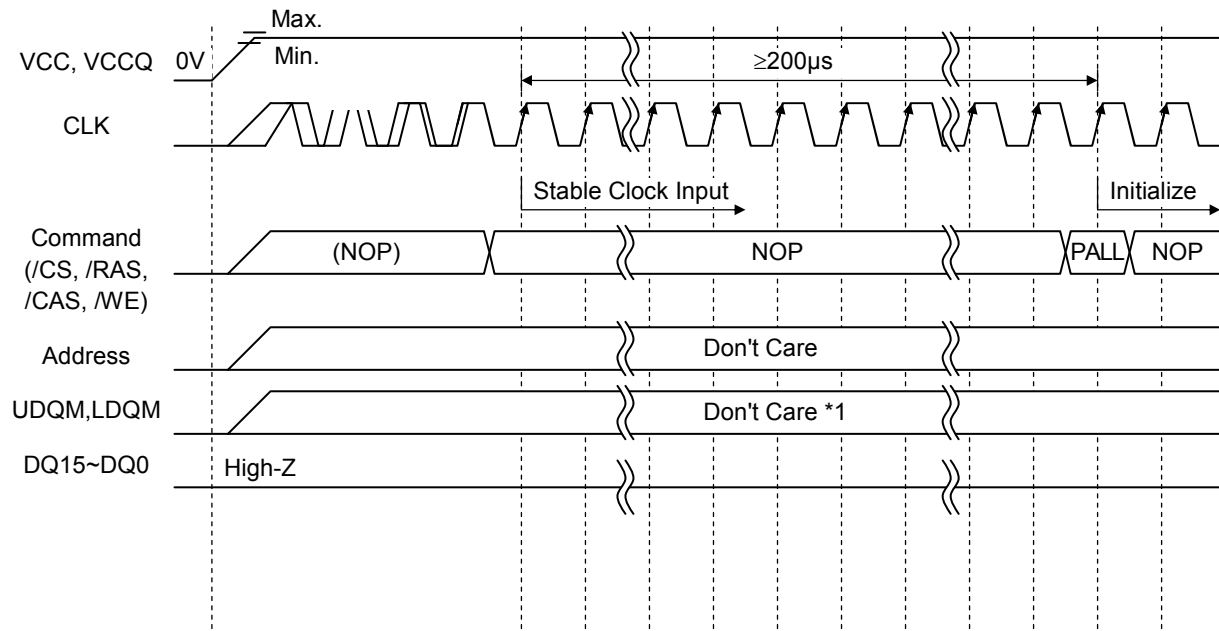 Max.
VCC, VCCQ 0V Min. ≥200µs
CLK
Stable Clock Input Initialize
Command
(/CS, /RAS,
/CAS, /WE)
(NOP) NOP PALL NOP
Address Don't Care
UDQM,LDQM Don't Care *1
DQ15~DQ0 High-Z